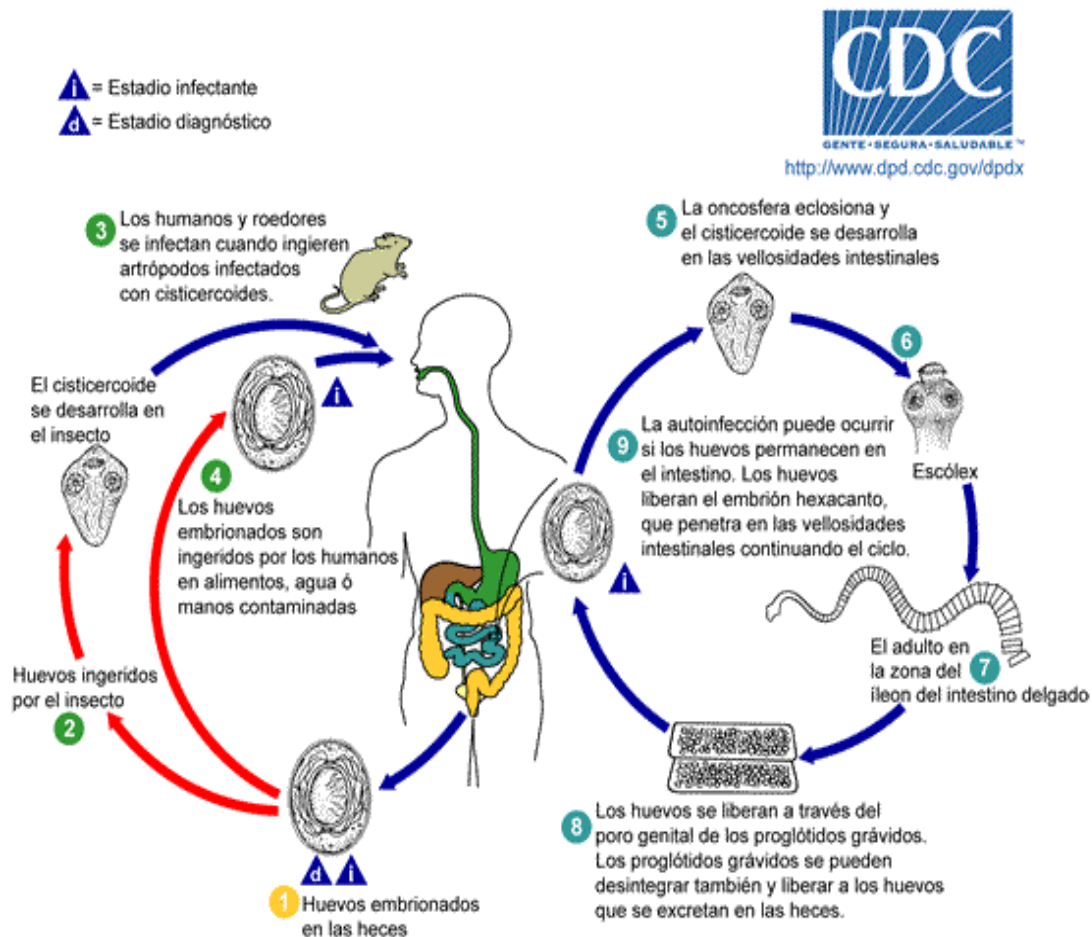 CDC
GENTE·SEGURA·SALUDABLE™
http://www.dpd.cdc.gov/dpdx
i = Estadio infectante
d = Estadio diagnóstico
3 Los humanos y roedores
se infectan cuando ingieren
artrópodos infectados
con cisticercoides.
5 La oncosfera eclosiona y
el cisticercoide se desarrolla
en las vellosidades intestinales
El cisticercoide
se desarrolla en
el insecto
i
6
Escólex
9 La autoinfección puede ocurrir
si los huevos permanecen en
el intestino. Los huevos
liberan el embrión hexacanto,
que penetra en las vellosidades
intestinales continuando el ciclo.
i
4
Los huevos
embrionados son
ingeridos por los humanos
en alimentos, agua ó
manos contaminadas
El adulto en
la zona del 7
íleon del intestino delgado
Huevos ingeridos
por el insecto
2
8 Los huevos se liberan a través del
poro genital de los proglótidos grávidos.
Los proglótidos grávidos se pueden
desintegrar también y liberar a los huevos
que se excretan en las heces.
d i
1 Huevos embrionados
en las heces